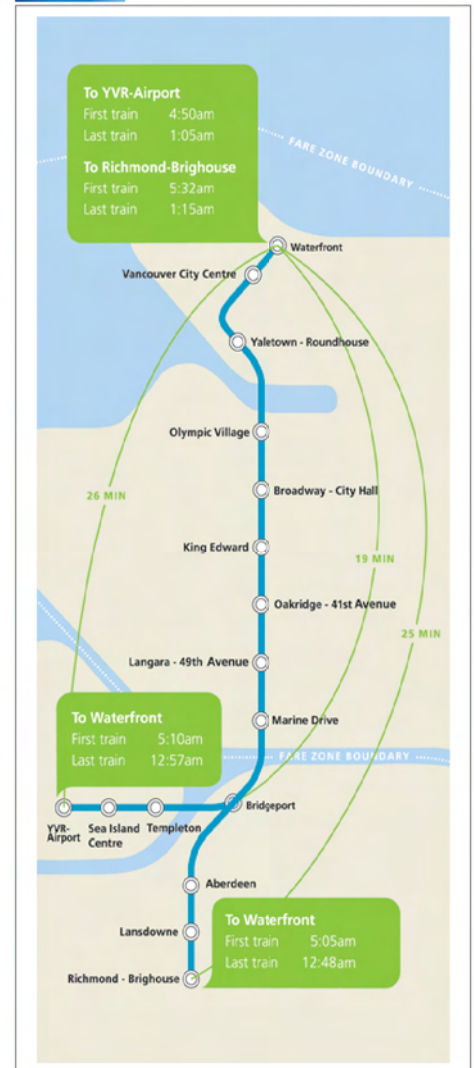 To YVR-Airport
First train 4:50am
Last train 1:05am
To Richmond-Brighouse
First train 5:32am
Last train 1:15am
FARE ZONE BOUNDARY
Waterfront
Vancouver City Centre
Yaletown - Roundhouse
Olympic Village
Broadway - City Hall
26 MIN
King Edward
19 MIN
Oakridge - 41st Avenue
25 MIN
Langara - 49th Avenue
To Waterfront
First train 5:10am
Last train 12:57am
Marine Drive
FARE ZONE BOUNDARY
Bridgeport
YVR-
Airport
Sea Island
Centre
Templeton
Aberdeen
To Waterfront
First train 5:05am
Last train 12:48am
Lansdowne
Richmond - Brighouse